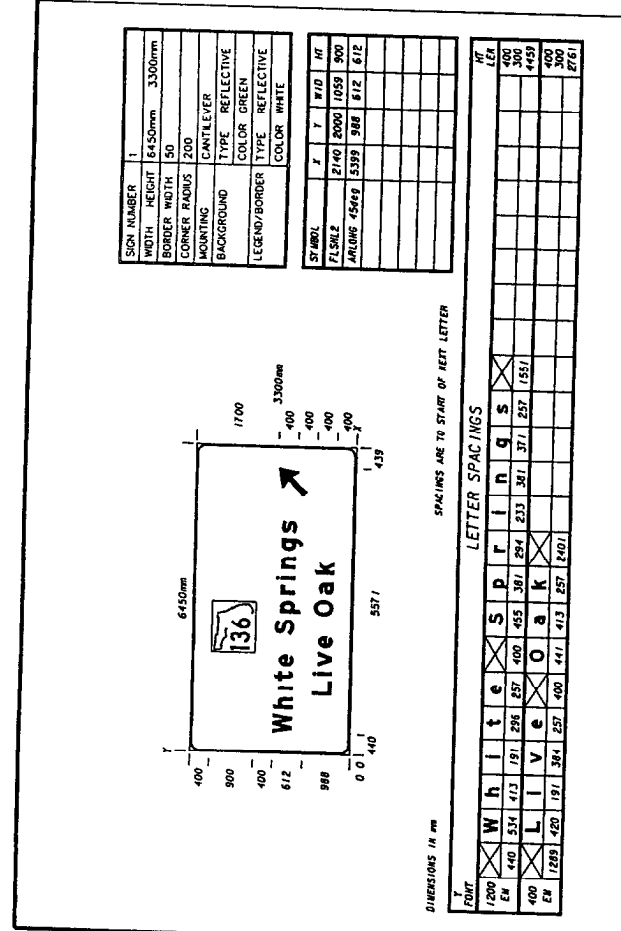 SIGN NUMBER 1
WIDTH HEIGHT 6450mm 3300mm
BORDER WIDTH 50
CORNER RADIUS 200
MOUNTING CANTILEVER
BACKGROUND TYPE REFLECTIVE
COLOR GREEN
LEGEND/BORDER TYPE REFLECTIVE
COLOR WHITE
SYMBOL X Y WID HT
FLSHL2 2140 2000 1059 900
ARLONG 45deg 5399 988 612 612
6450mm
Y
400
900
400
612
988
0
0 440
5571
439
X
1700
3300mm
400
400
400
400
136
White Springs
Live Oak
DIMENSIONS IN mm
SPACINGS ARE TO START OF NEXT LETTER
LETTER SPACINGS
Y FONT
HT LEN
1200 W h i t e S p r i n g s 400 300
EM 440 534 413 191 296 257 400 455 381 294 233 381 371 257 1551 4459
400 L i v e O a k 400 300
EM 1289 420 191 384 257 400 441 413 257 2401 2761